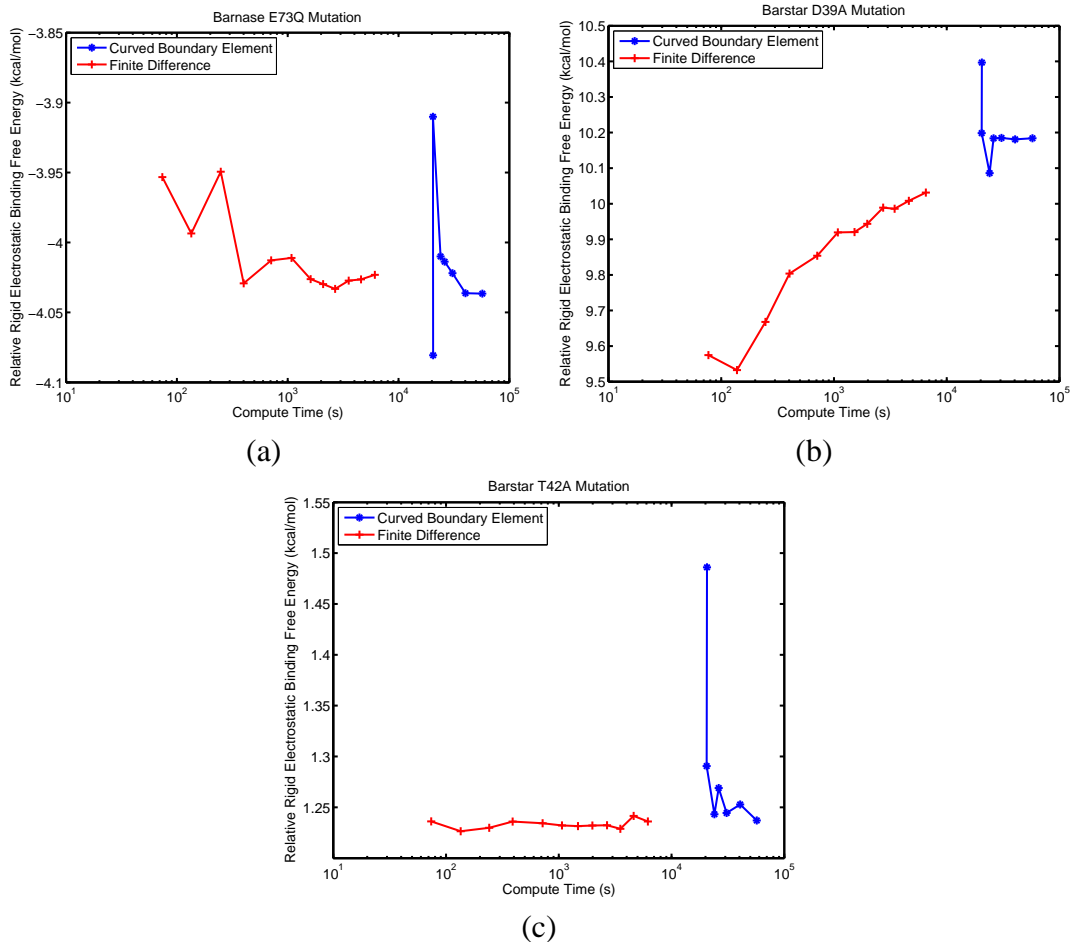 Barnase E73Q Mutation
Relative Rigid Electrostatic Binding Free Energy (kcal/mol)
−3.85
−3.9
−3.95
−4
−4.05
−4.1
Curved Boundary Element
Finite Difference
10^1 10^2 10^3 10^4 10^5
Compute Time (s)
(a)
Barstar D39A Mutation
Relative Rigid Electrostatic Binding Free Energy (kcal/mol)
10.5
10.4
10.3
10.2
10.1
10
9.9
9.8
9.7
9.6
9.5
Curved Boundary Element
Finite Difference
10^1 10^2 10^3 10^4 10^5
Compute Time (s)
(b)
Barstar T42A Mutation
Relative Rigid Electrostatic Binding Free Energy (kcal/mol)
1.55
1.5
1.45
1.4
1.35
1.3
1.25
Curved Boundary Element
Finite Difference
10^1 10^2 10^3 10^4 10^5
Compute Time (s)
(c)